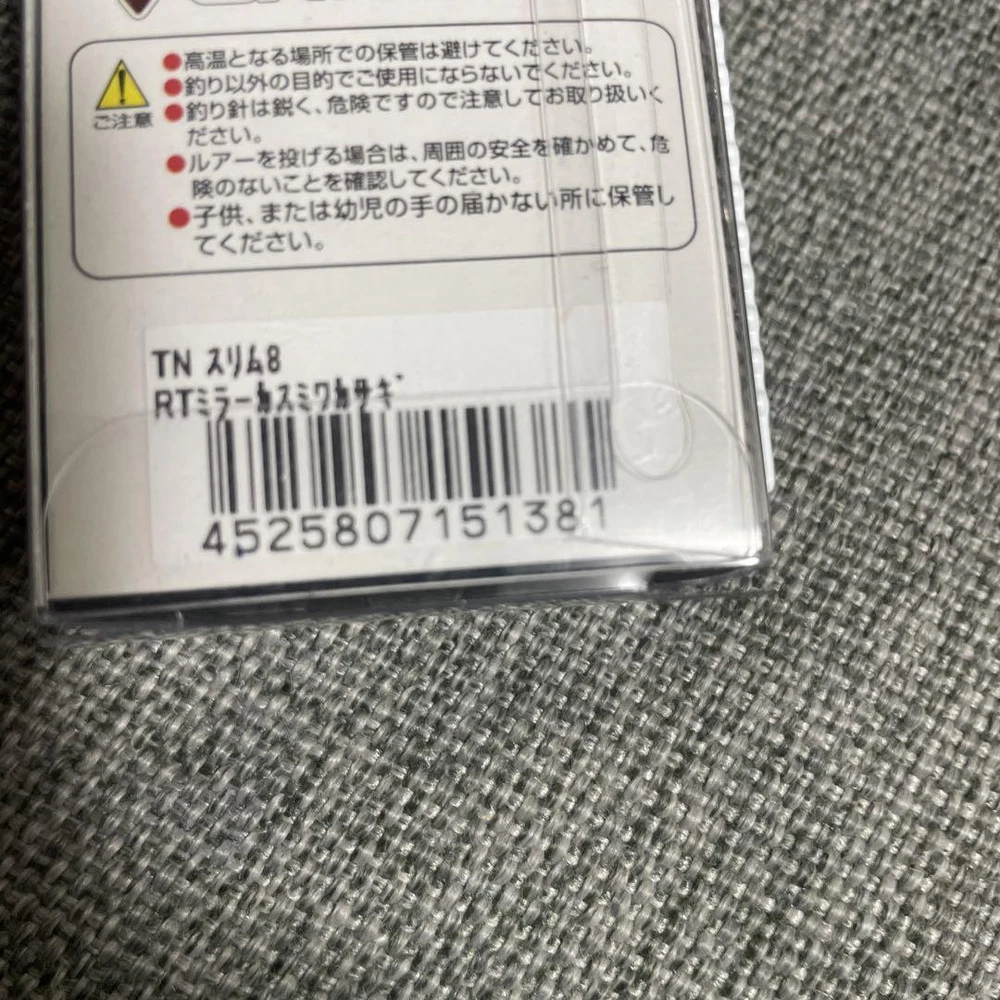 ご注意
●高温となる場所での保管は避けてください。
●釣り以外の目的でご使用にならないでください。
●釣り針は鋭く、危険ですので注意してお取り扱いく
ださい。
●ルアーを投げる場合は、周囲の安全を確かめて、危
険のないことを確認してください。
●子供、または幼児の手の届かない所に保管し
てください。
TN スリム8
RTミラーカスミワカサギ
4525807151381